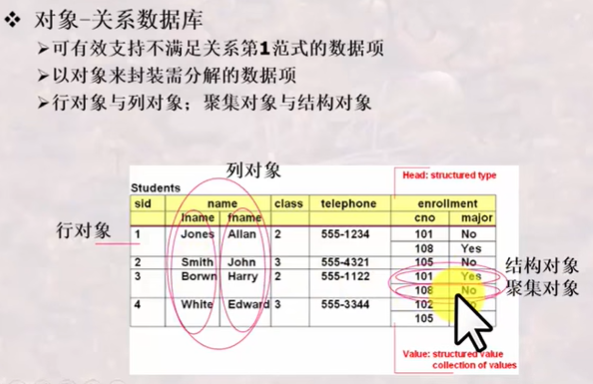 对象-关系数据库
可有效支持不满足关系第1范式的数据项
以对象来封装需分解的数据项
行对象与列对象；聚集对象与结构对象
列对象
Head: structured type
Students
sid name class telephone enrollment
lname fname cno major
行对象
1 Jones Allan 2 555-1234 101 No
108 Yes
2 Smith John 3 555-4321 105 No
结构对象
3 Borwn Harry 2 555-1122 101 Yes
聚集对象
108 No
4 White Edward 3 555-3344 102
105
Value: structured value
collection of values